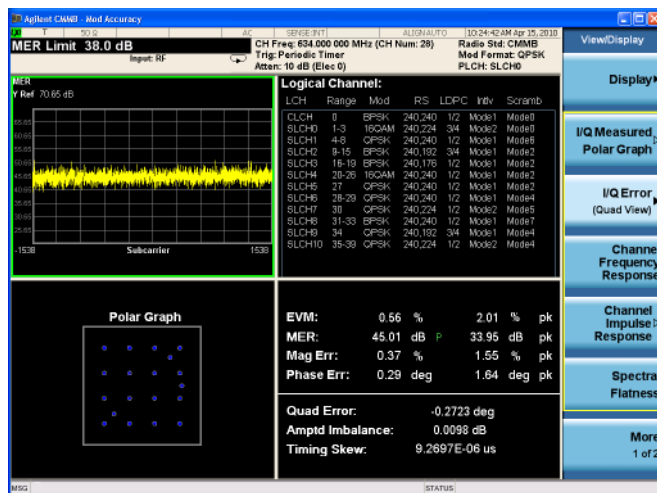 Agilent CMMB - Mod Accuracy
50 Ω AC SENSE:INT ALIGNAUTO 10:24:42 AM Apr 15, 2010
MER Limit 38.0 dB
Input: RF
CH Freq: 634.000 000 MHz (CH Num: 28)
Trig: Periodic Timer
Atten: 10 dB (Elec 0)
Radio Std: CMMB
Mod Format: QPSK
PLCH: SLCH0
MER
Y Ref 70.65 dB
65.65
60.65
55.65
50.65
45.65
40.65
35.65
30.65
25.65
-1538 Subcarrier 1538
Logical Channel:
LCH Range Mod RS LDPC Intlv Scramb
CLCH 0 BPSK 240,240 1/2 Mode1 Mode0
SLCH0 1-3 16QAM 240,224 3/4 Mode2 Mode0
SLCH1 4-8 QPSK 240,240 1/2 Mode1 Mode6
SLCH2 9-15 BPSK 240,192 3/4 Mode1 Mode2
SLCH3 16-19 BPSK 240,176 1/2 Mode1 Mode2
SLCH4 20-26 16QAM 240,240 1/2 Mode1 Mode2
SLCH5 27 QPSK 240,240 1/2 Mode1 Mode6
SLCH6 28-29 QPSK 240,240 1/2 Mode1 Mode4
SLCH7 30 QPSK 240,224 1/2 Mode2 Mode5
SLCH8 31-33 BPSK 240,240 1/2 Mode1 Mode7
SLCH9 34 QPSK 240,192 3/4 Mode1 Mode4
SLCH10 35-39 QPSK 240,224 1/2 Mode2 Mode4
Polar Graph
EVM: 0.56 % 2.01 % pk
MER: 45.01 dB P 33.95 dB pk
Mag Err: 0.37 % 1.55 % pk
Phase Err: 0.29 deg 1.64 deg pk
Quad Error: -0.2723 deg
Amptd Imbalance: 0.0098 dB
Timing Skew: 9.2697E-06 us
View/Display
Display
I/Q Measured
Polar Graph
I/Q Error
(Quad View)
Channe
Frequency
Response
Channel
Impulse
Response
Spectra
Flatness
More
1 of 2
MSG STATUS